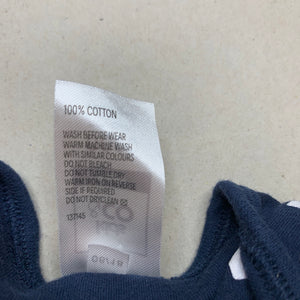 100% COTTON
WASH BEFORE WEAR
WARM MACHINE WASH
WITH SIMILAR COLOURS
DO NOT BLEACH
DO NOT TUMBLE DRY
WARM IRON ON REVERSE
SIDE IF REQUIRED
DO NOT DRYCLEAN
137145